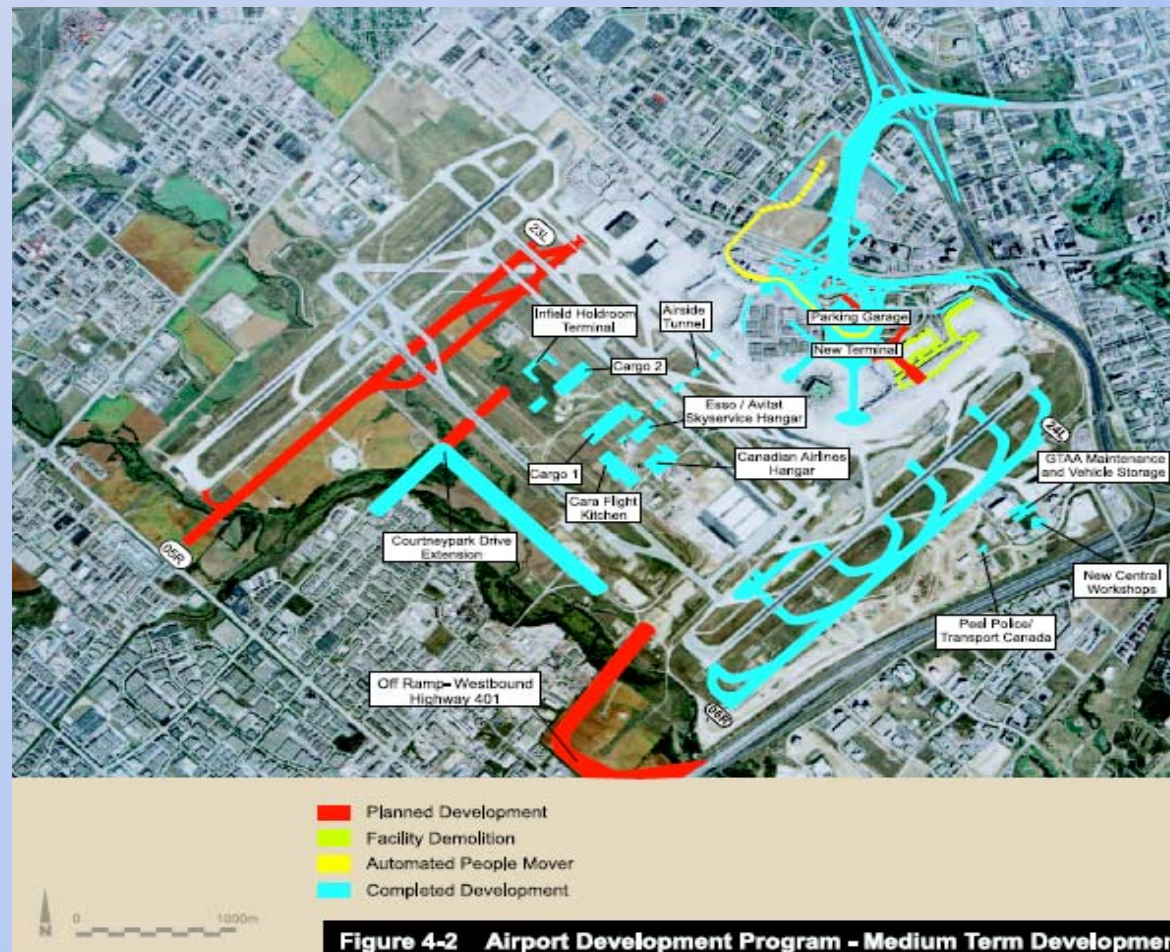 23L
Infield Holdroom
Terminal
Airside
Tunnel
Parking Garage
New Terminal
Cargo 2
Esso / Avitat
Skyservice Hangar
24L
Canadian Airlines
Hangar
GTAA Maintenance
and Vehicle Storage
Cargo 1
Cara Flight
Kitchen
05R
Courtneypark Drive
Extension
New Central
Workshops
Peel Police/
Transport Canada
Off Ramp-Westbound
Highway 401
06R
Planned Development
Facility Demolition
Automated People Mover
Completed Development
N
0 1000m
Figure 4-2 Airport Development Program - Medium Term Developme